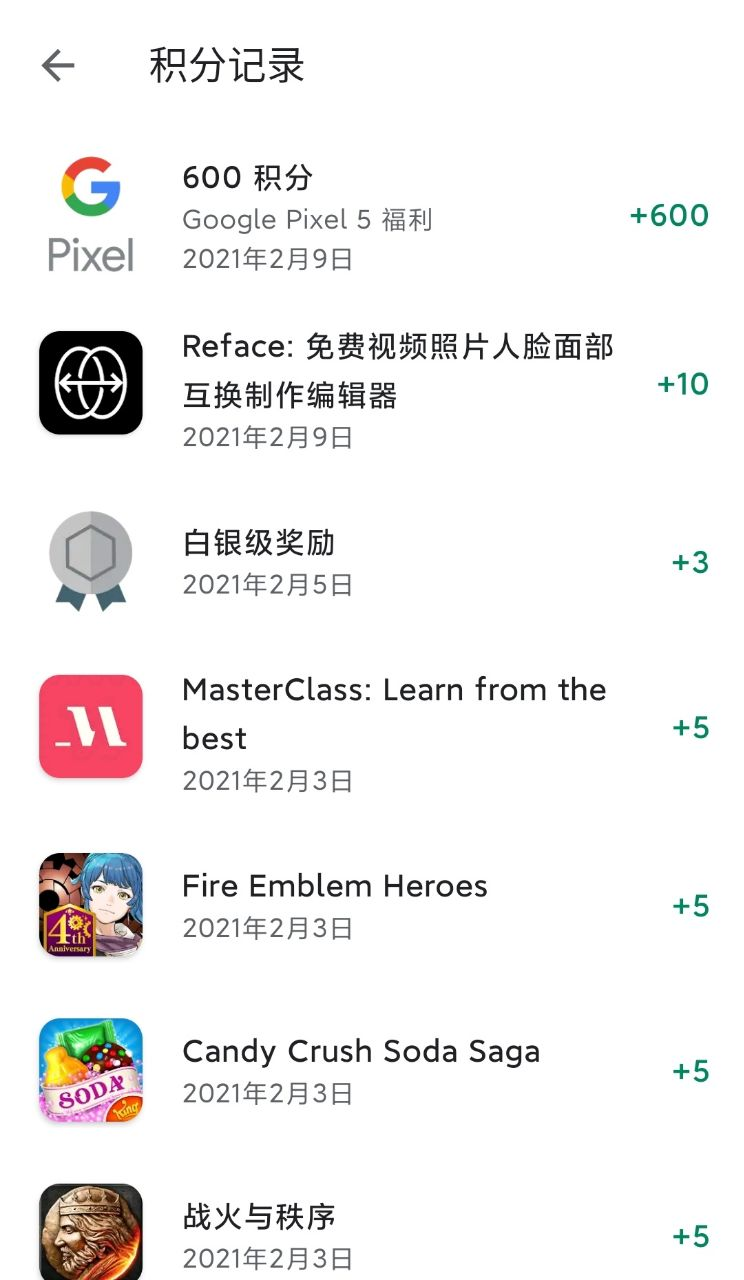 积分记录
600 积分
Google Pixel 5 福利
2021年2月9日
+600
Pixel
Reface: 免费视频照片人脸面部
互换制作编辑器
2021年2月9日
+10
白银级奖励
2021年2月5日
+3
MasterClass: Learn from the
best
2021年2月3日
+5
Fire Emblem Heroes
2021年2月3日
+5
4th
Anniversary
Candy Crush Soda Saga
2021年2月3日
+5
SODA
King
战火与秩序
2021年2月3日
+5